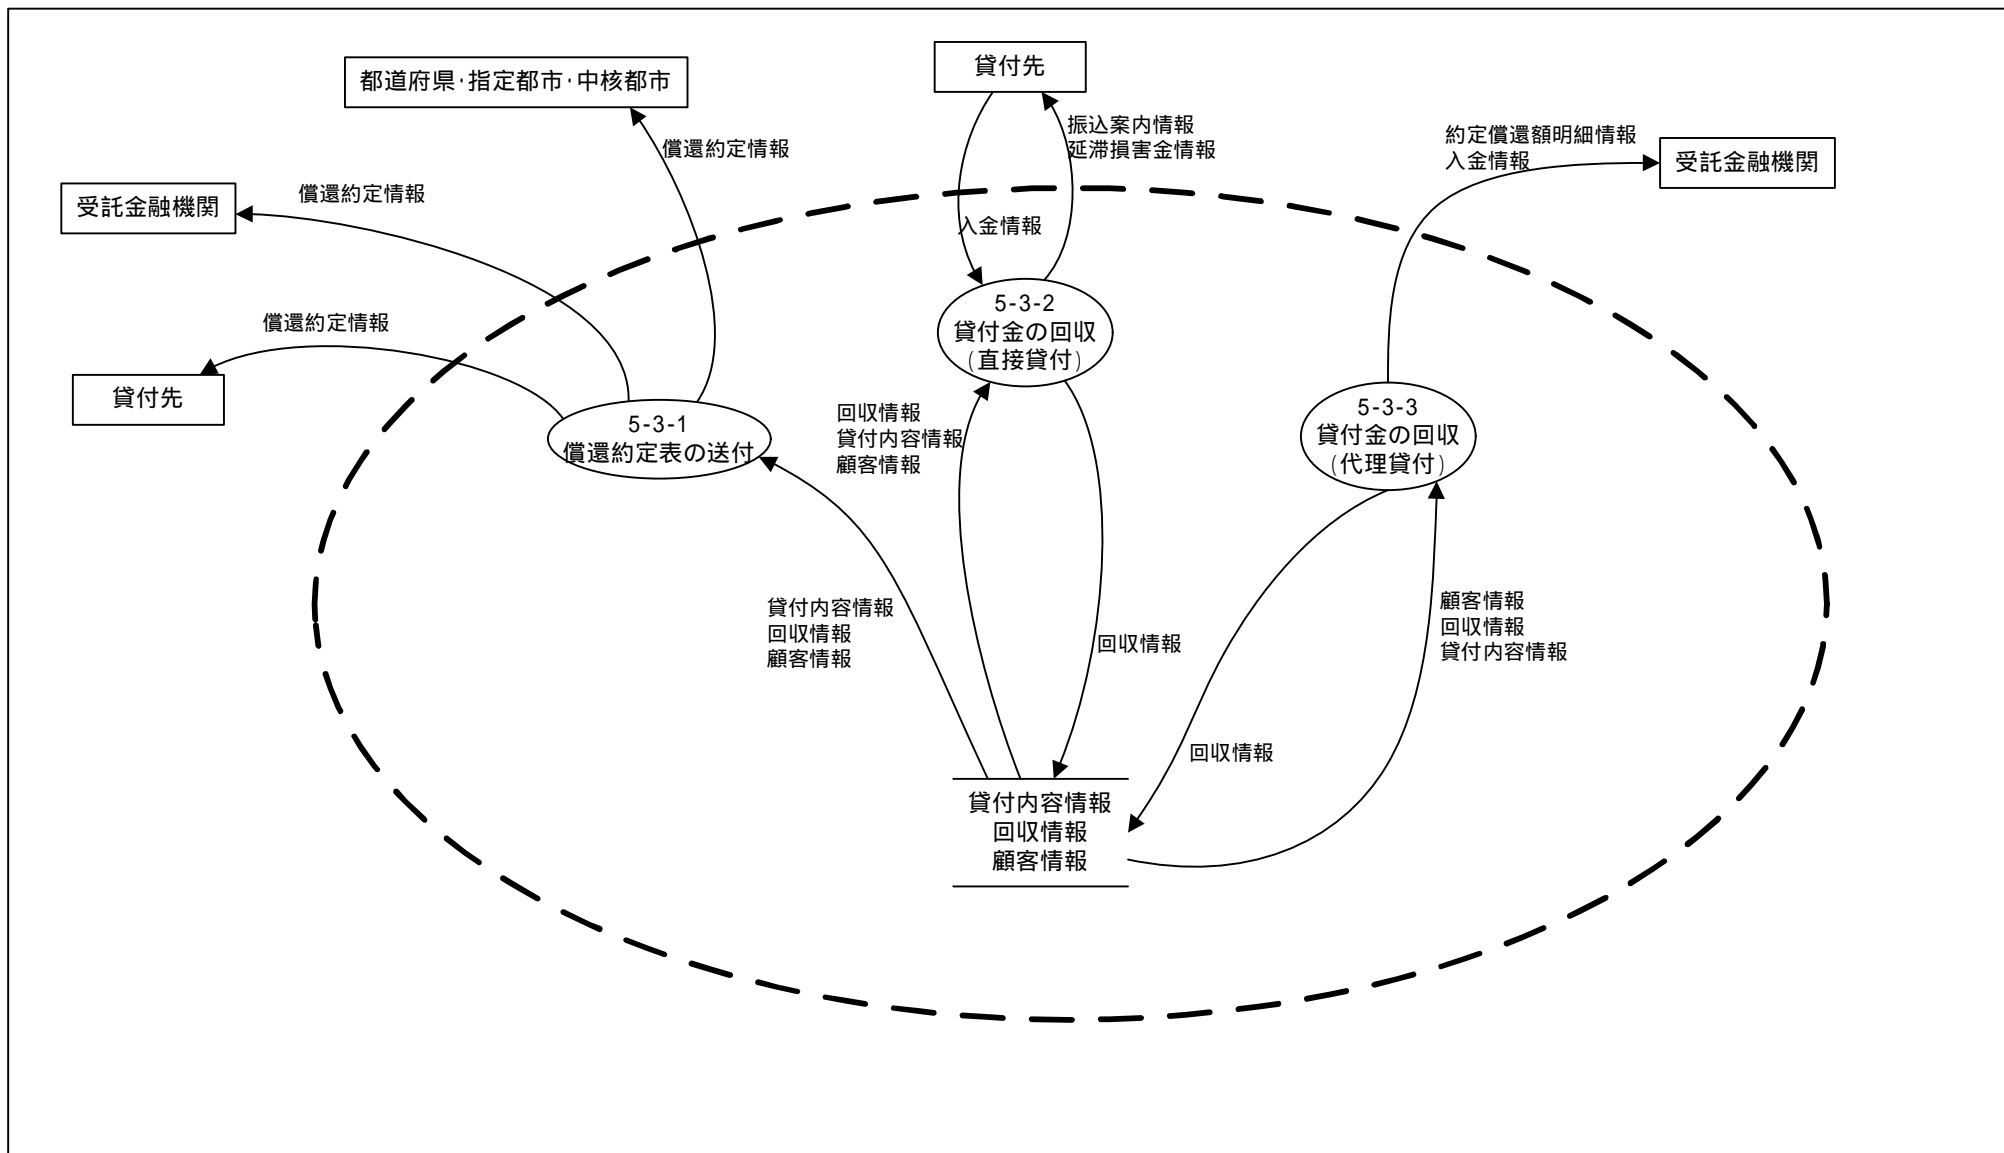 貸付先
都道府県・指定都市・中核都市
振込案内情報
延滞損害金情報
約定償還額明細情報
入金情報
受託金融機関
償還約定情報
償還約定情報
受託金融機関
入金情報
5-3-2
貸付金の回収
(直接貸付)
償還約定情報
貸付先
5-3-1
償還約定表の送付
回収情報
貸付内容情報
顧客情報
5-3-3
貸付金の回収
(代理貸付)
貸付内容情報
回収情報
顧客情報
回収情報
顧客情報
回収情報
貸付内容情報
回収情報
貸付内容情報
回収情報
顧客情報